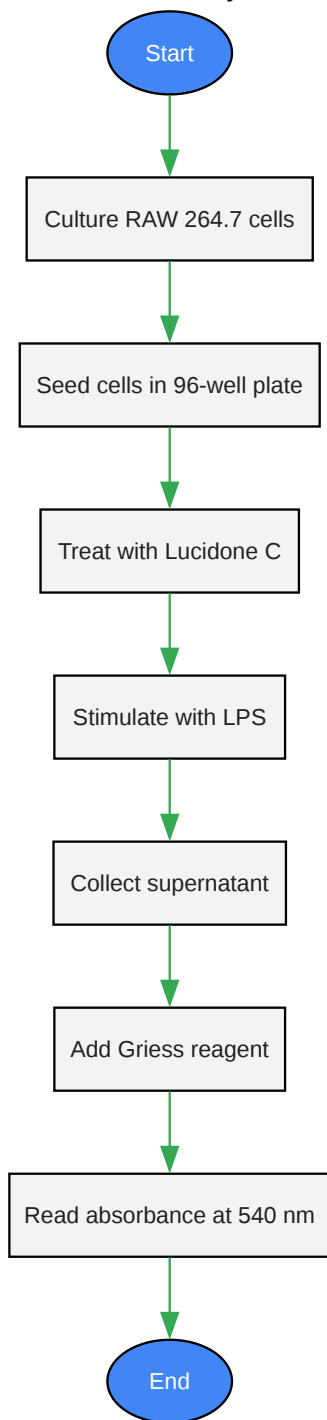 Start
Culture RAW 264.7 cells
Seed cells in 96-well plate
Treat with Lucidone C
Stimulate with LPS
Collect supernatant
Add Griess reagent
Read absorbance at 540 nm
End